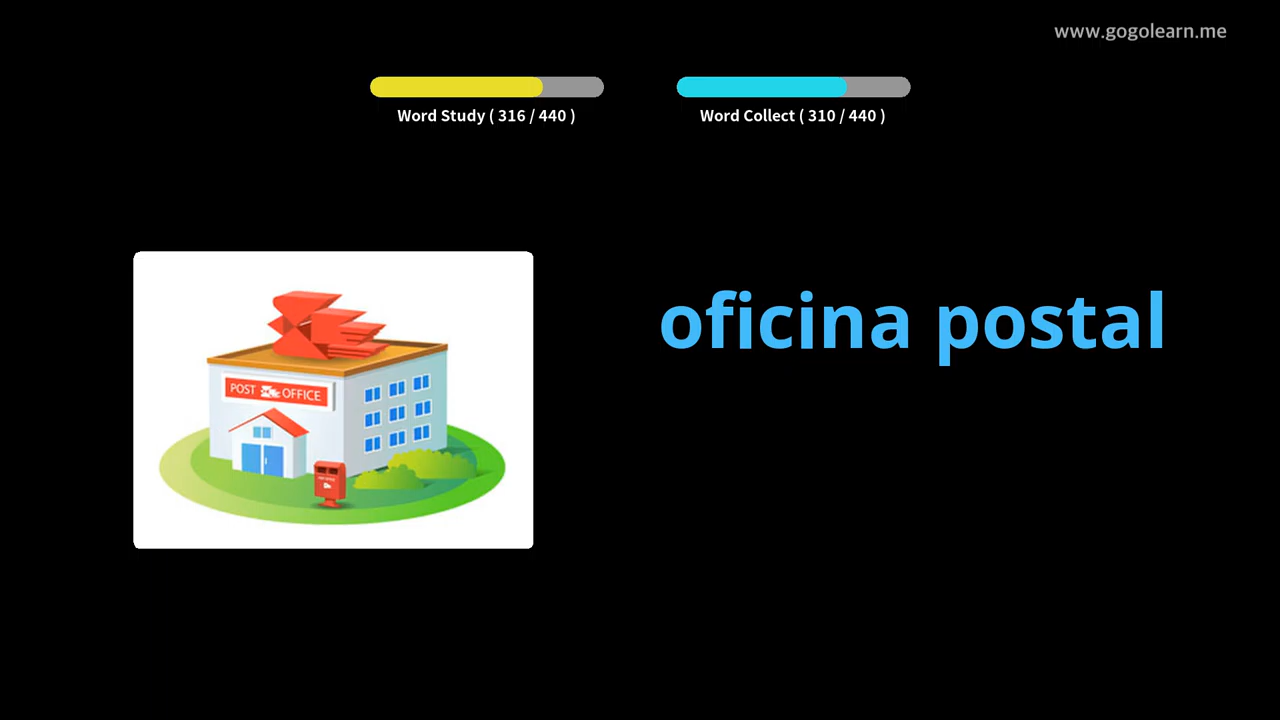 www.gogolearn.me
Word Study ( 316 / 440 )
Word Collect ( 310 / 440 )
oficina postal
POST OFFICE